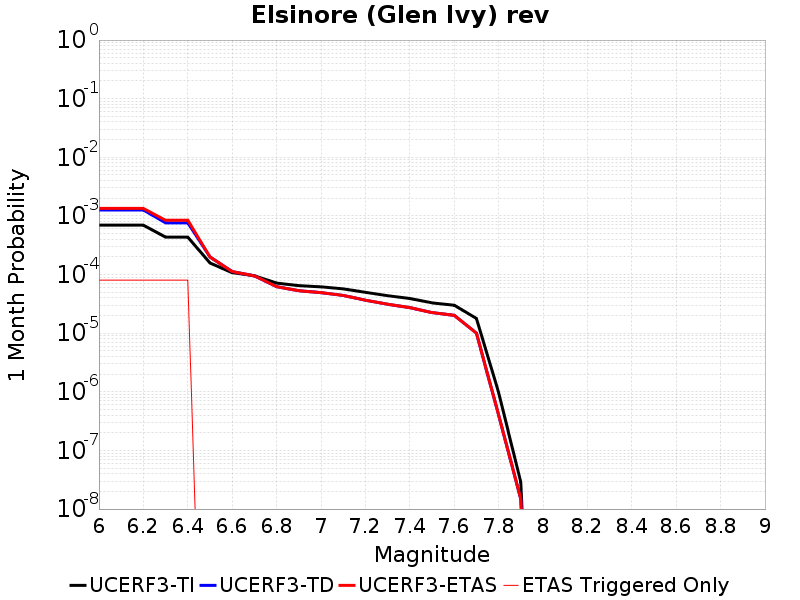 Elsinore (Glen Ivy) rev
1 Month Probability
10^0
10^-1
10^-2
10^-3
10^-4
10^-5
10^-6
10^-7
10^-8
6 6.2 6.4 6.6 6.8 7 7.2 7.4 7.6 7.8 8 8.2 8.4 8.6 8.8 9
Magnitude
UCERF3-TI UCERF3-TD UCERF3-ETAS ETAS Triggered Only